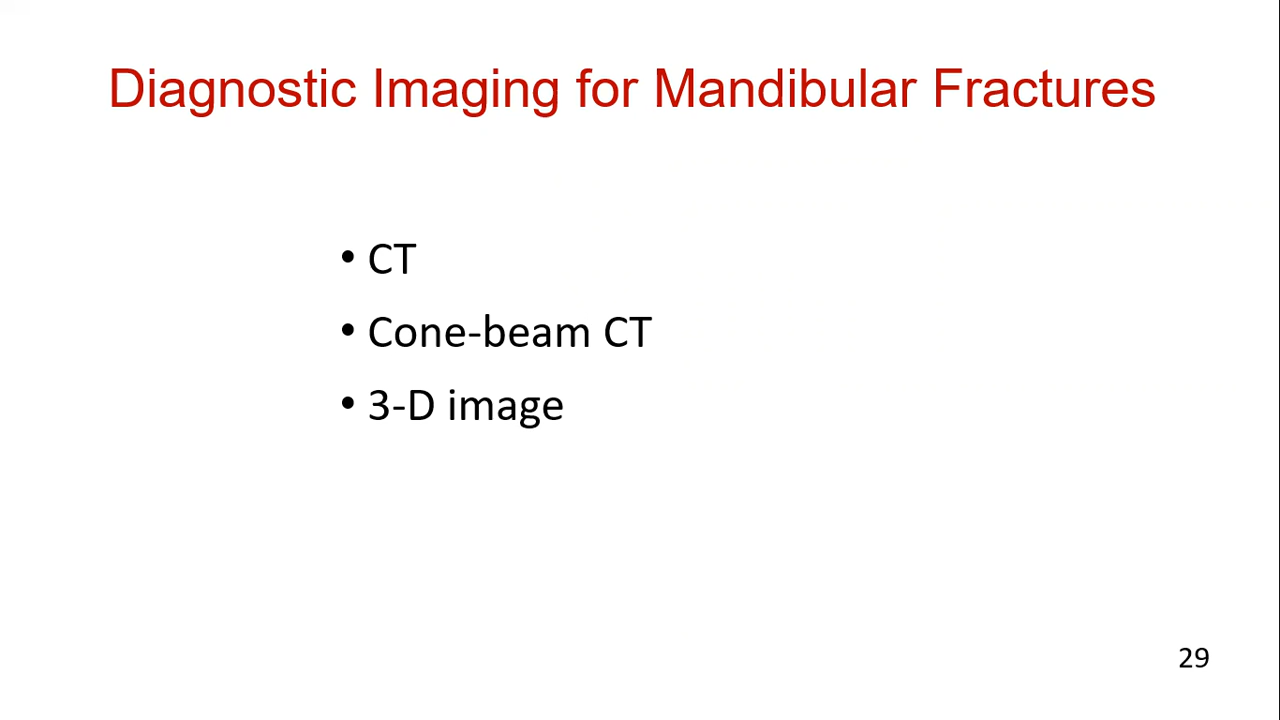 Diagnostic Imaging for Mandibular Fractures
• CT
• Cone-beam CT
• 3-D image
29